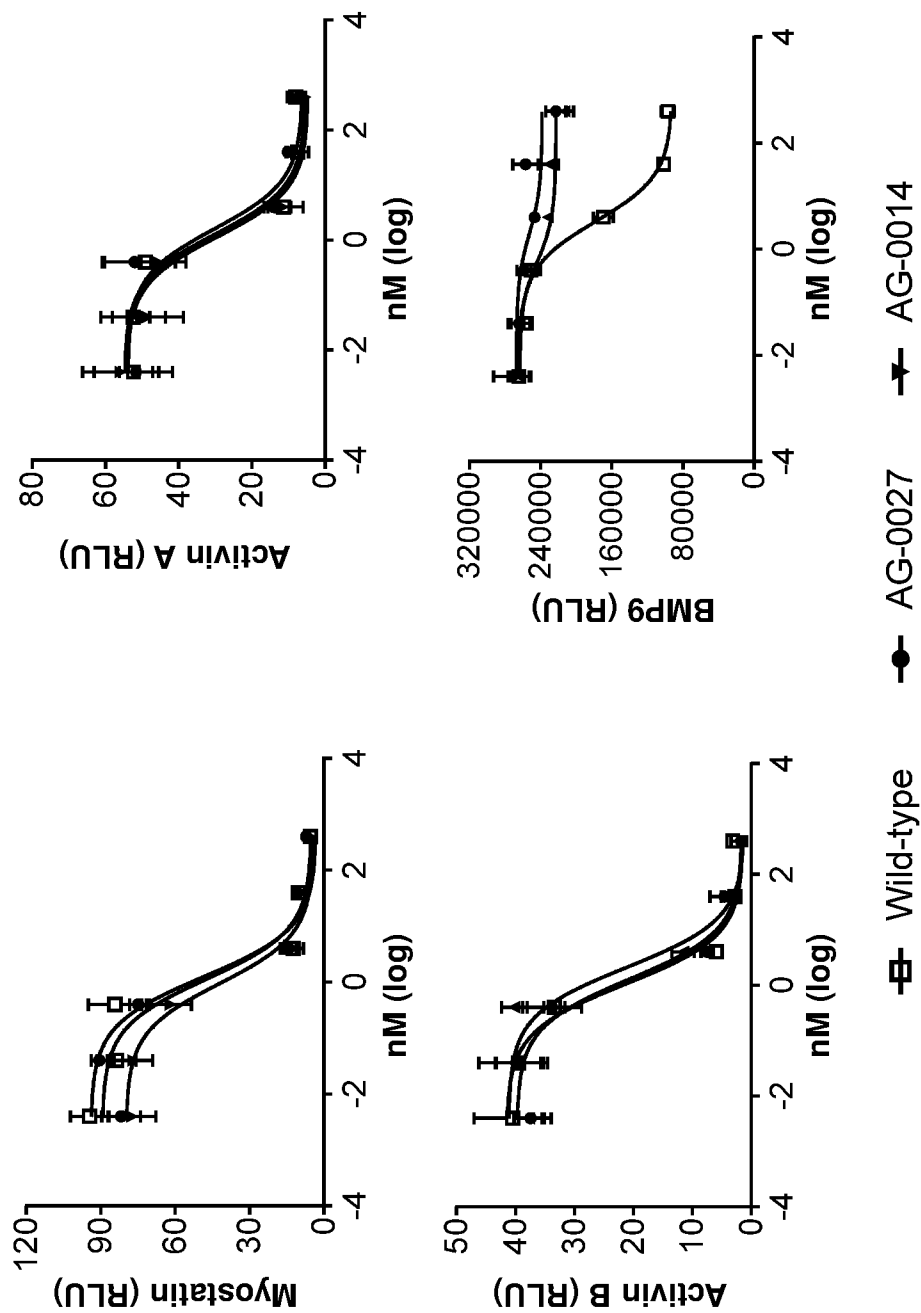 Myostatin (RLU)
120
90
60
30
0
-4 -2 0 2 4
nM (log)
Activin A (RLU)
80
60
40
20
0
-4 -2 0 2 4
nM (log)
Activin B (RLU)
50
40
30
20
10
0
-4 -2 0 2 4
nM (log)
BMP9 (RLU)
320000
240000
160000
80000
0
-4 -2 0 2 4
nM (log)
Wild-type AG-0027 AG-0014